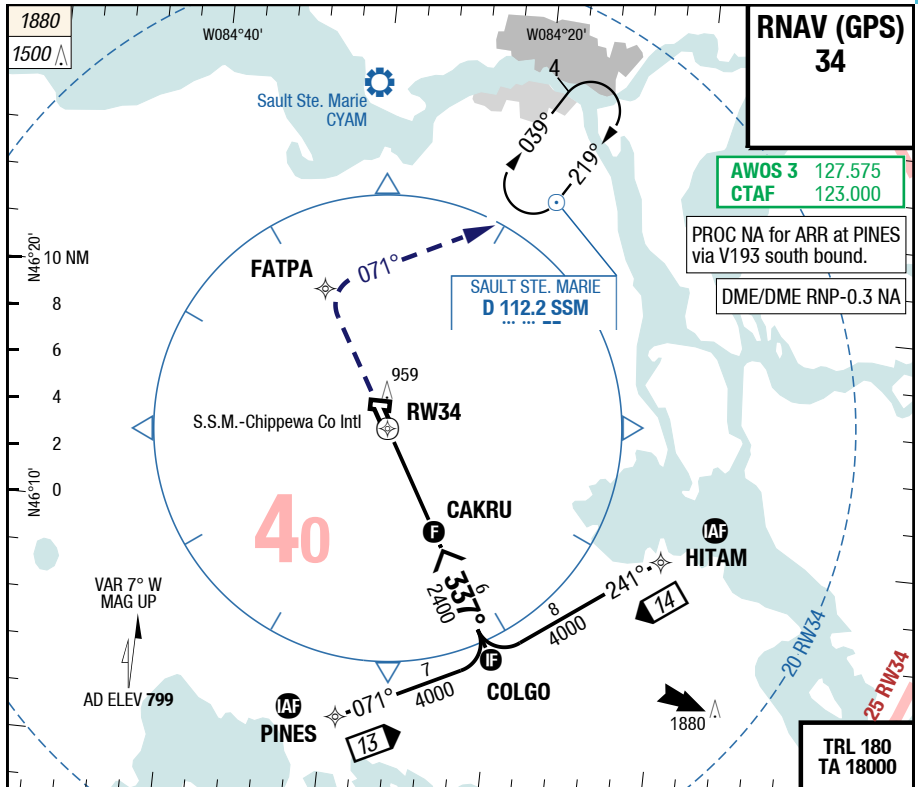 1880
1500
W084°40'
W084°20'
RNAV (GPS)
34
Sault Ste. Marie
CYAM
4
039°
219°
AWOS 3 127.575
CTAF 123.000
PROC NA for ARR at PINES
via V193 south bound.
DME/DME RNP-0.3 NA
N46°20'
10 NM
8
6
4
2
0
N46°10'
FATPA
071°
SAULT STE. MARIE
D 112.2 SSM
959
RW34
S.S.M.-Chippewa Co Intl
40
CAKRU
F
IAF
HITAM
337°
6
2400
241°
8
4000
14
VAR 7° W
MAG UP
AD ELEV 799
IF
COLGO
IAF
PINES
071°
7
4000
13
1880
20 RW34
25 RW34
TRL 180
TA 18000